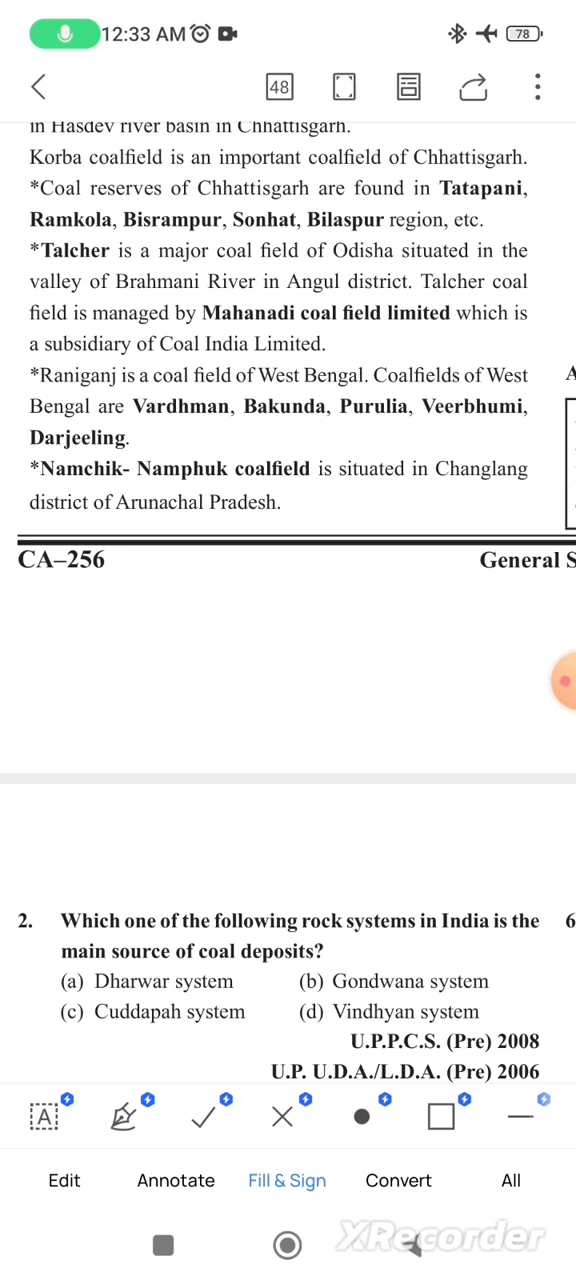 12:33 AM
78
48
in Hasdev river basin in Chhattisgarh.
Korba coalfield is an important coalfield of Chhattisgarh.
*Coal reserves of Chhattisgarh are found in Tatapani,
Ramkola, Bisrampur, Sonhat, Bilaspur region, etc.
*Talcher is a major coal field of Odisha situated in the
valley of Brahmani River in Angul district. Talcher coal
field is managed by Mahanadi coal field limited which is
a subsidiary of Coal India Limited.
*Raniganj is a coal field of West Bengal. Coalfields of West
Bengal are Vardhman, Bakunda, Purulia, Veerbhumi,
Darjeeling.
*Namchik- Namphuk coalfield is situated in Changlang
district of Arunachal Pradesh.
CA–256 General S
2. Which one of the following rock systems in India is the 6
main source of coal deposits?
(a) Dharwar system (b) Gondwana system
(c) Cuddapah system (d) Vindhyan system
U.P.P.C.S. (Pre) 2008
U.P. U.D.A./L.D.A. (Pre) 2006
A
Edit Annotate Fill & Sign Convert All
XRecorder